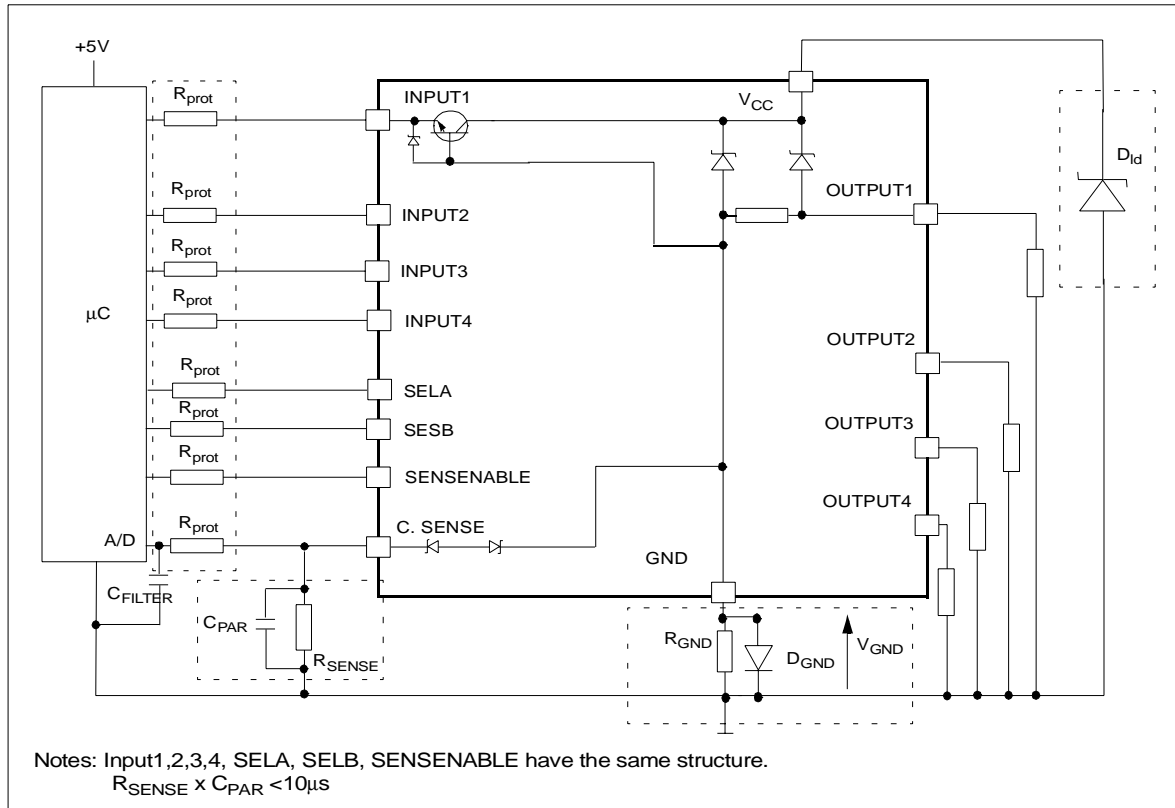 +5V
Rprot
INPUT1
VCC
Dld
Rprot
INPUT2
OUTPUT1
Rprot
INPUT3
Rprot
INPUT4
μC
OUTPUT2
Rprot
SELA
Rprot
SESB
OUTPUT3
Rprot
SENSENABLE
OUTPUT4
Rprot
A/D
C. SENSE
GND
CFILTER
CPAR
RSENSE
RGND
DGND
VGND
Notes: Input1,2,3,4, SELA, SELB, SENSENABLE have the same structure.
RSENSE x CPAR <10μs